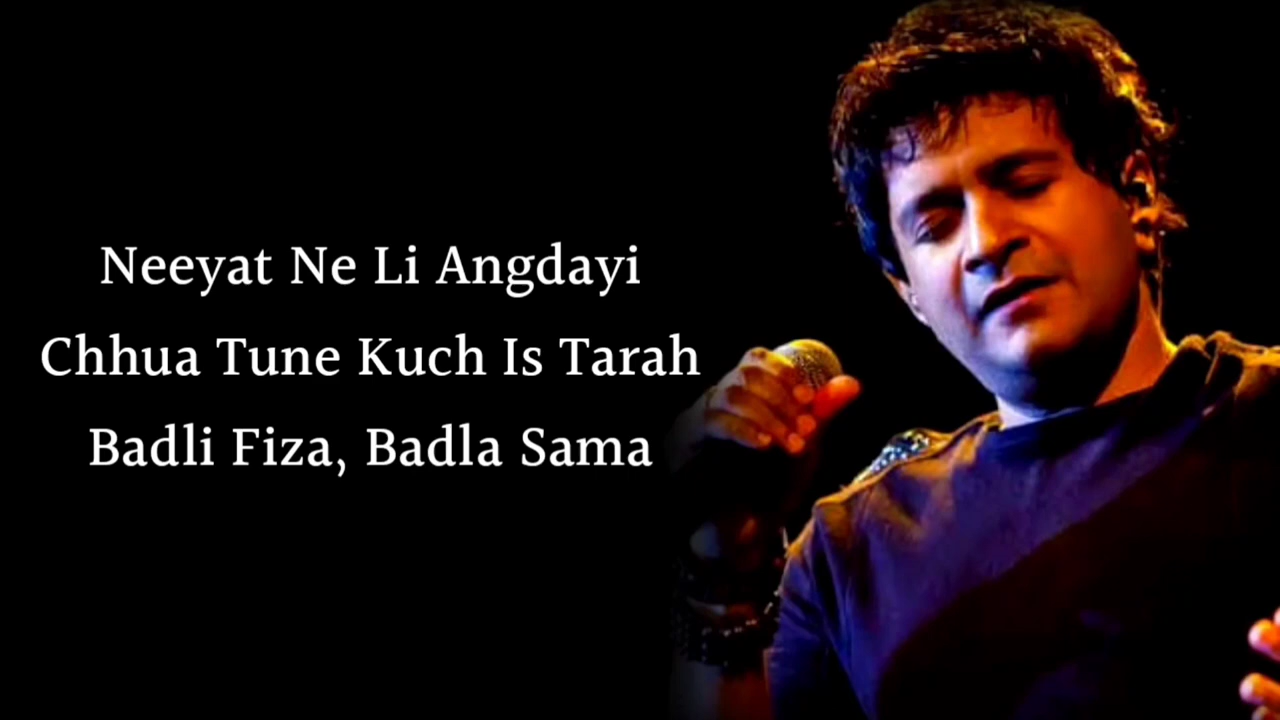 Neeyat Ne Li Angdayi
Chhua Tune Kuch Is Tarah
Badli Fiza, Badla Sama